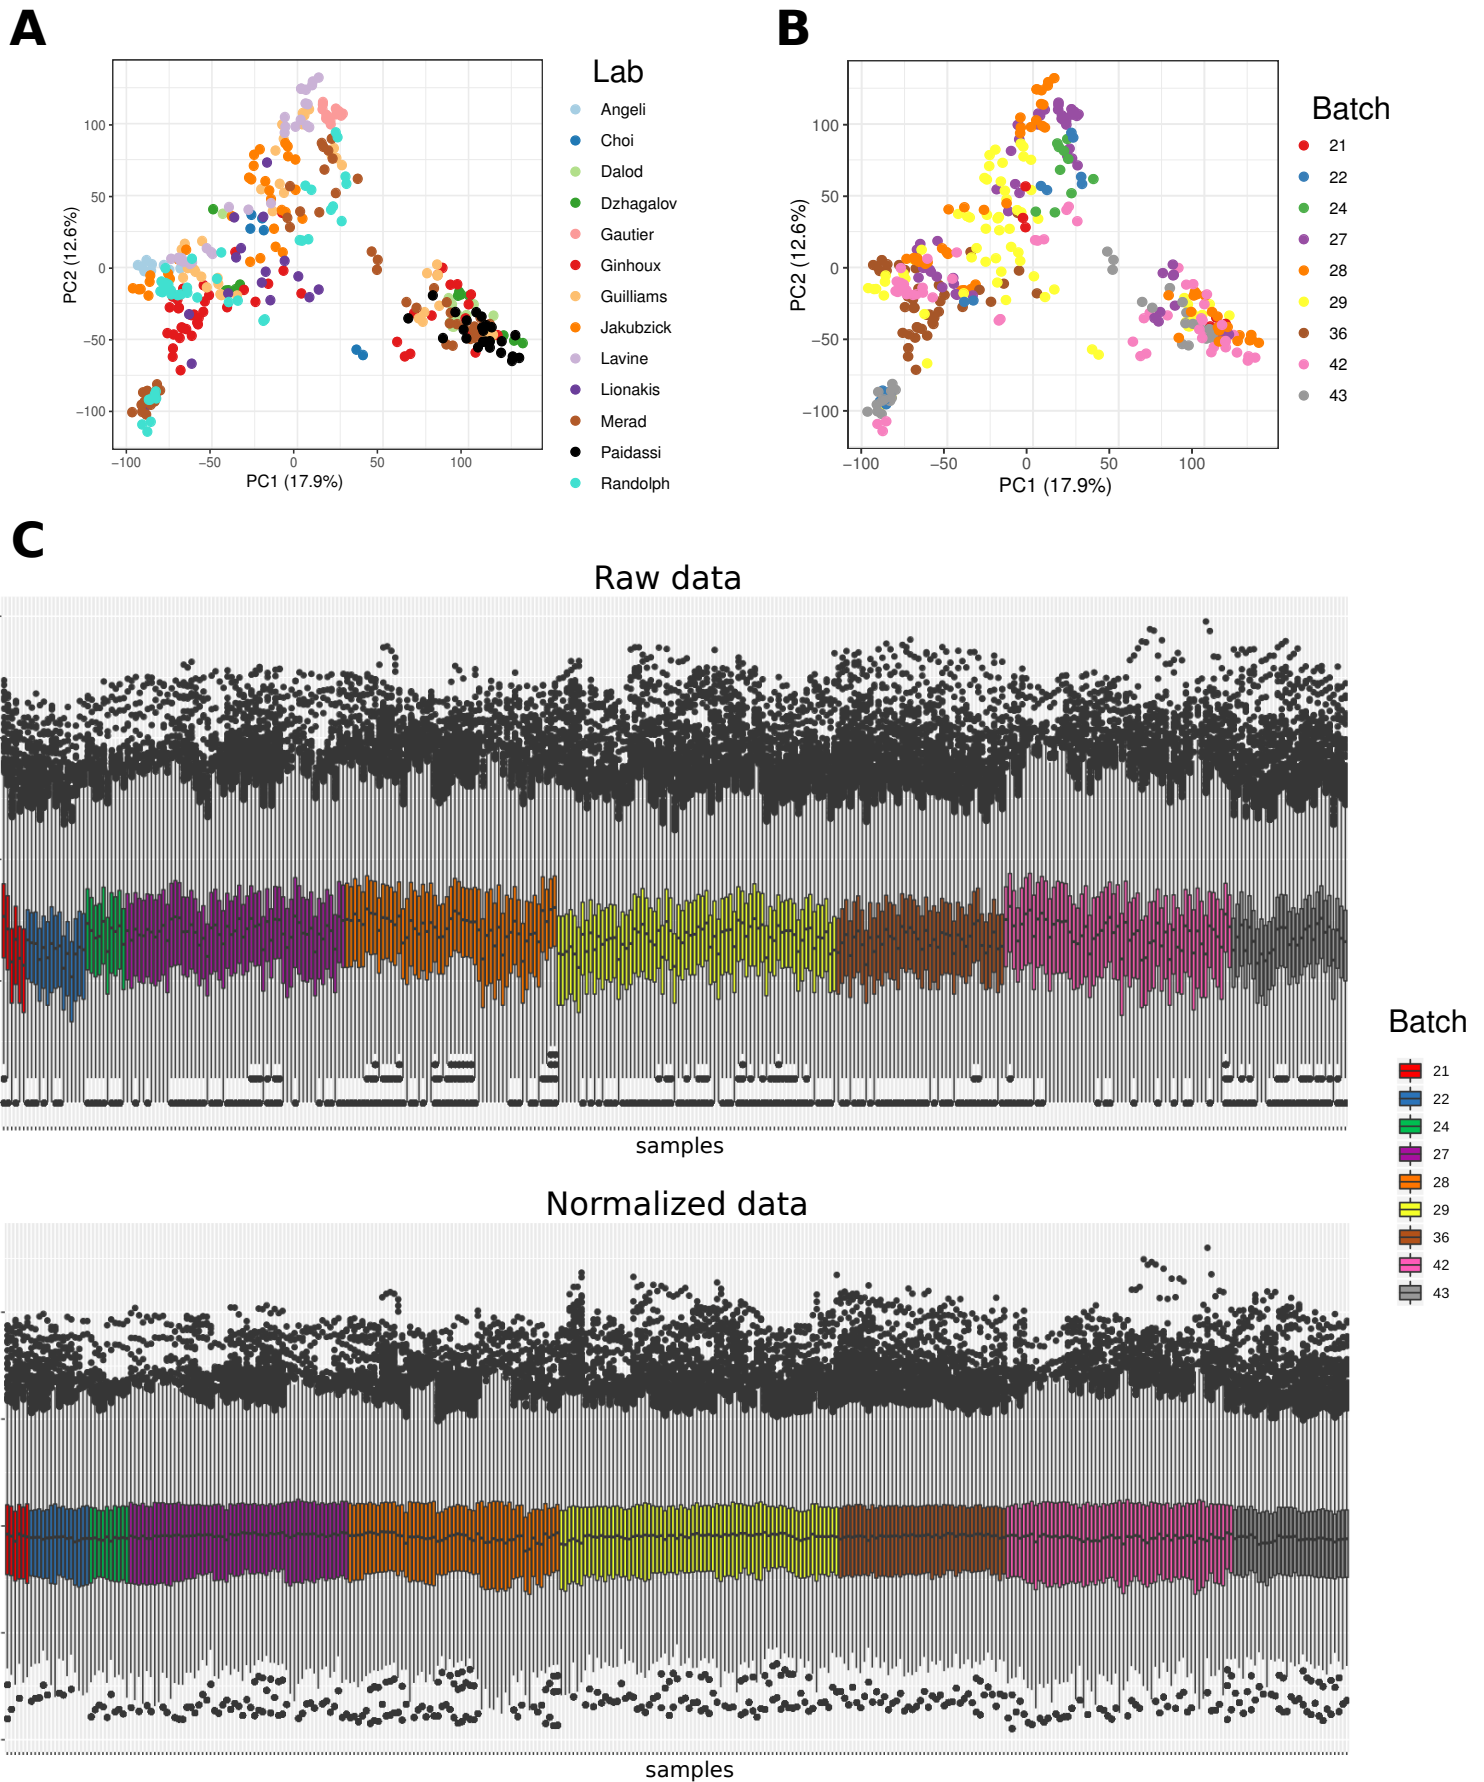 A
B
Lab
Angeli
Choi
Dalod
Dzhagalov
Gautier
Ginhoux
Guilliams
Jakubzick
Lavine
Lionakis
Merad
Paidassi
Randolph
PC2 (12.6%)
100
50
0
−50
−100
−100
−50
0
50
100
PC1 (17.9%)
Batch
21
22
24
27
28
29
36
42
43
PC2 (12.6%)
100
50
0
−50
−100
−100
−50
0
50
100
PC1 (17.9%)
C
Raw data
samples
Normalized data
samples
Batch
21
22
24
27
28
29
36
42
43